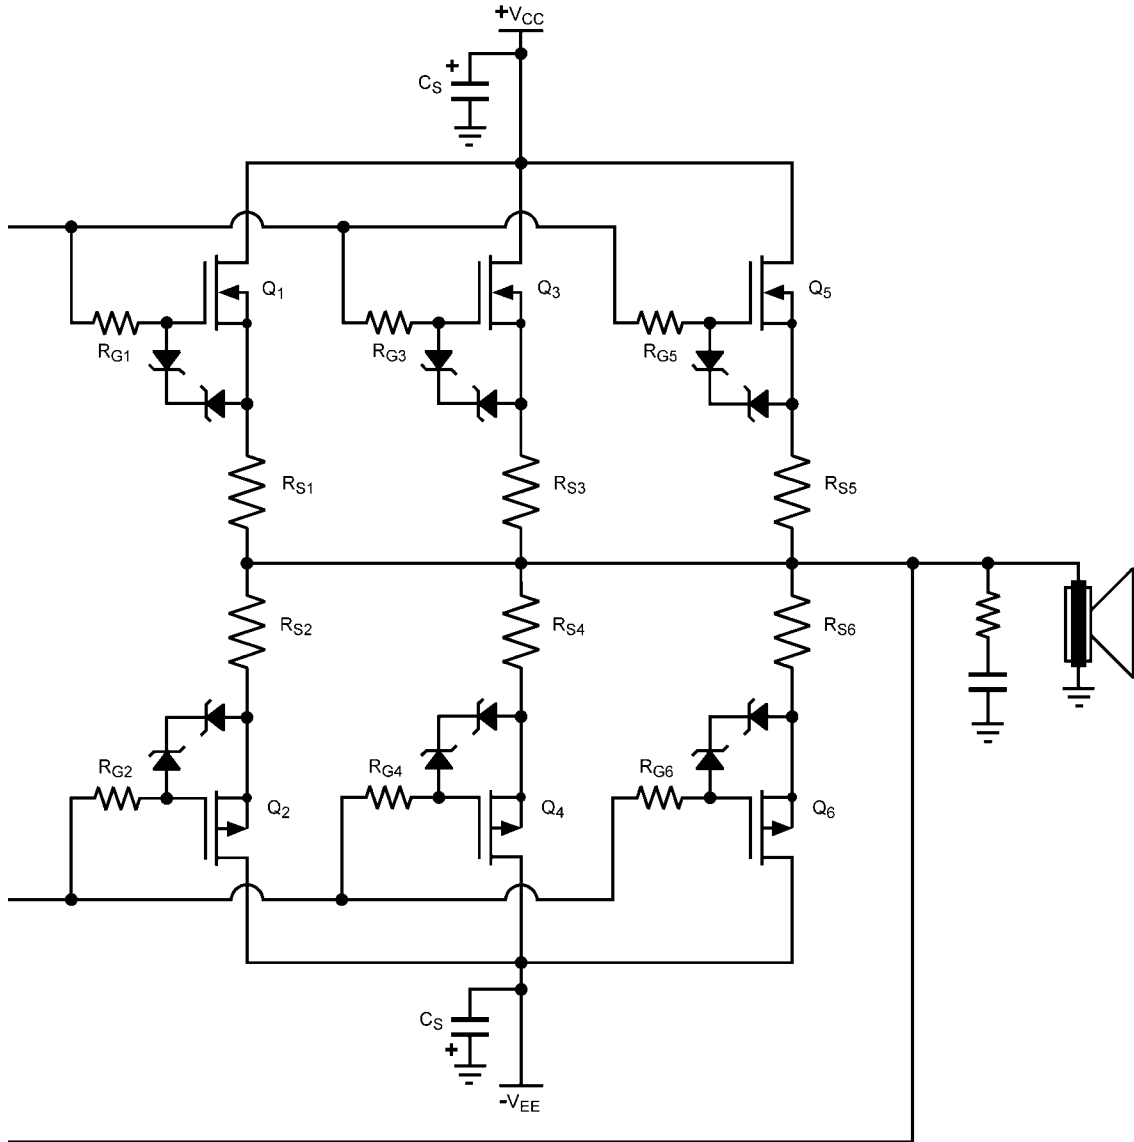 +VCC
+
CS
Q1
Q3
Q5
RG1
RG3
RG5
RS1
RS3
RS5
RS2
RS4
RS6
RG2
RG4
RG6
Q2
Q4
Q6
CS
+
-VEE